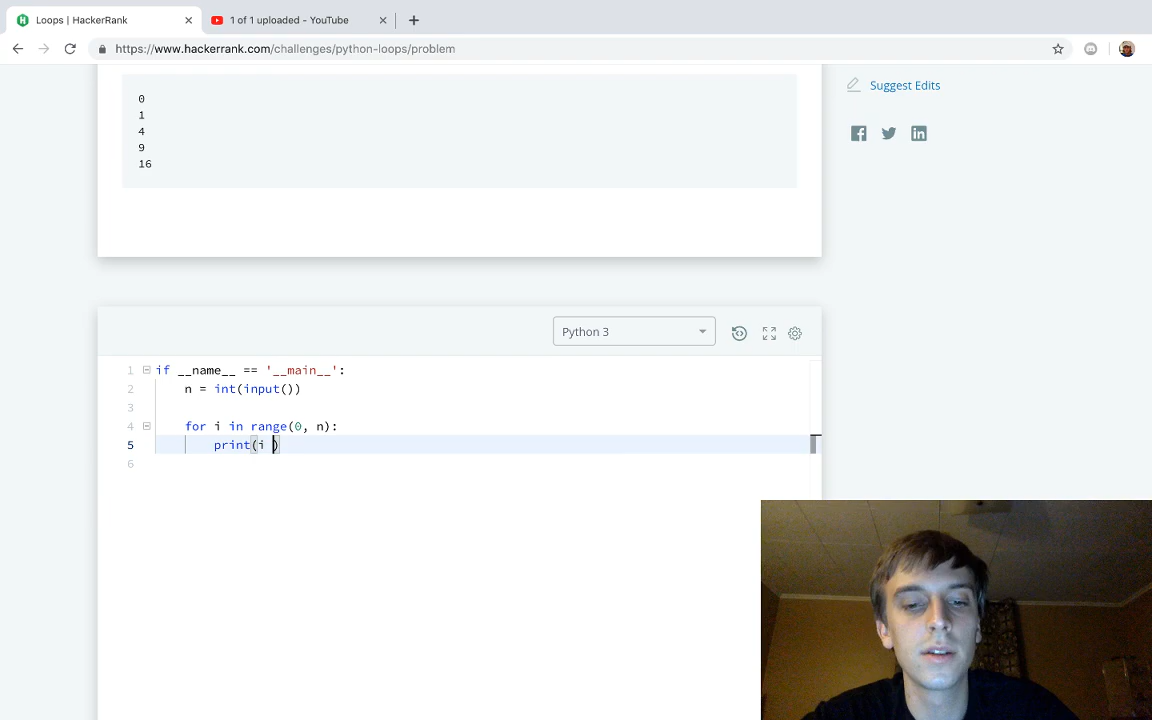 Loops | HackerRank
1 of 1 uploaded - YouTube
https://www.hackerrank.com/challenges/python-loops/problem
0
1
4
9
16
Suggest Edits
Python 3
1 if __name__ == '__main__':
2 n = int(input())
3
4 for i in range(0, n):
5 print(i )
6